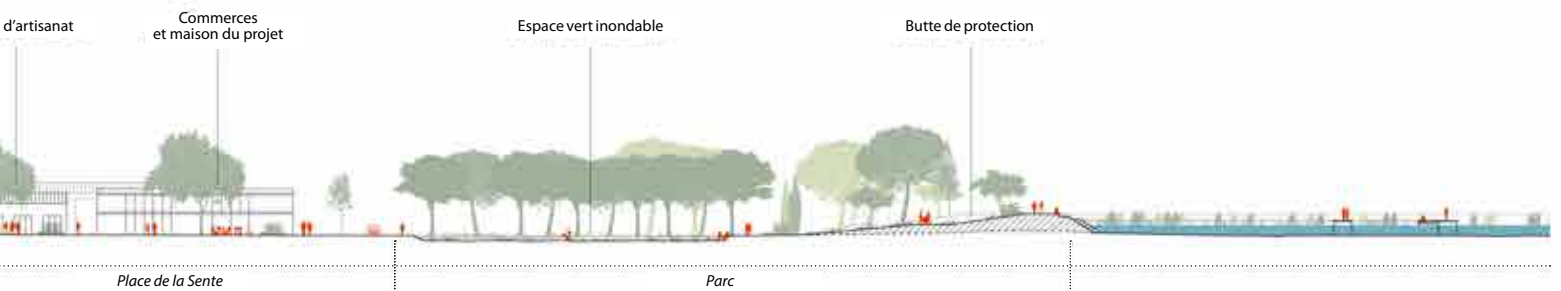 d’artisanat
Commerces
et maison du projet
Espace vert inondable
Butte de protection
Place de la Sente
Parc